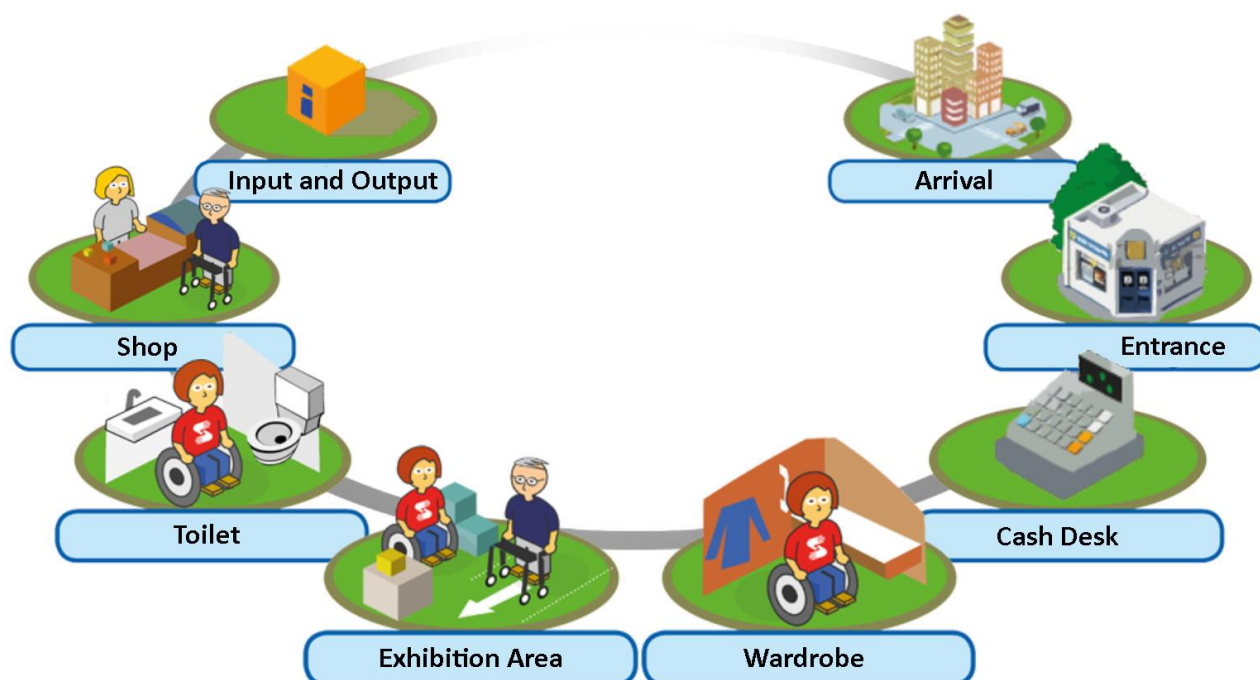 Input and Output
Arrival
Shop
Entrance
Toilet
Cash Desk
Exhibition Area
Wardrobe